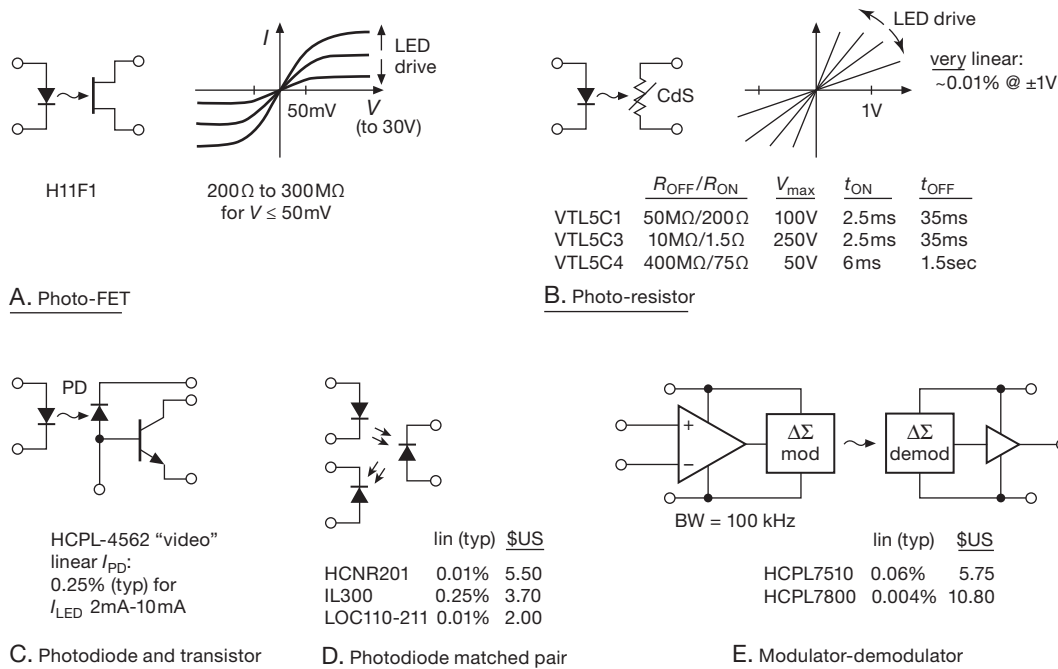 I
LED
drive
50mV
V
(to 30V)
H11F1
200Ω to 300MΩ
for V ≤ 50mV
A. Photo-FET
LED drive
CdS
1V
very linear:
~0.01% @ ±1V
R_OFF/R_ON V_max t_ON t_OFF
VTL5C1 50MΩ/200Ω 100V 2.5ms 35ms
VTL5C3 10MΩ/1.5Ω 250V 2.5ms 35ms
VTL5C4 400MΩ/75Ω 50V 6ms 1.5sec
B. Photo-resistor
PD
HCPL-4562 “video”
linear I_PD:
0.25% (typ) for
I_LED 2mA-10mA
C. Photodiode and transistor
lin (typ) $US
HCNR201 0.01% 5.50
IL300 0.25% 3.70
LOC110-211 0.01% 2.00
D. Photodiode matched pair
+
−
ΔΣ
mod
ΔΣ
demod
BW = 100 kHz
lin (typ) $US
HCPL7510 0.06% 5.75
HCPL7800 0.004% 10.80
E. Modulator-demodulator